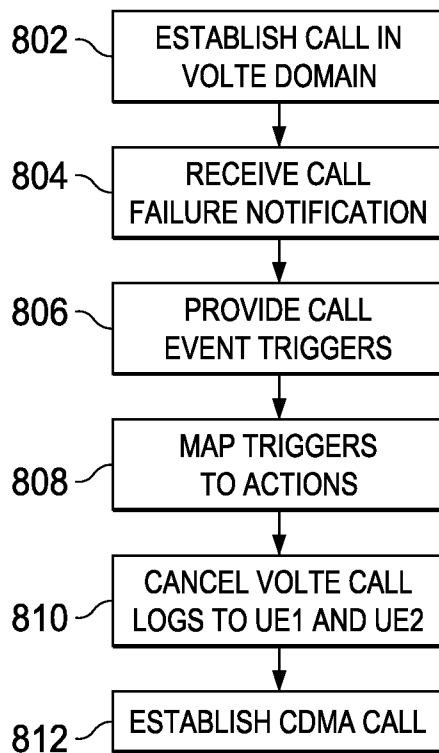 802
ESTABLISH CALL IN
VOLTE DOMAIN
804
RECEIVE CALL
FAILURE NOTIFICATION
806
PROVIDE CALL
EVENT TRIGGERS
808
MAP TRIGGERS
TO ACTIONS
810
CANCEL VOLTE CALL
LOGS TO UE1 AND UE2
812
ESTABLISH CDMA CALL